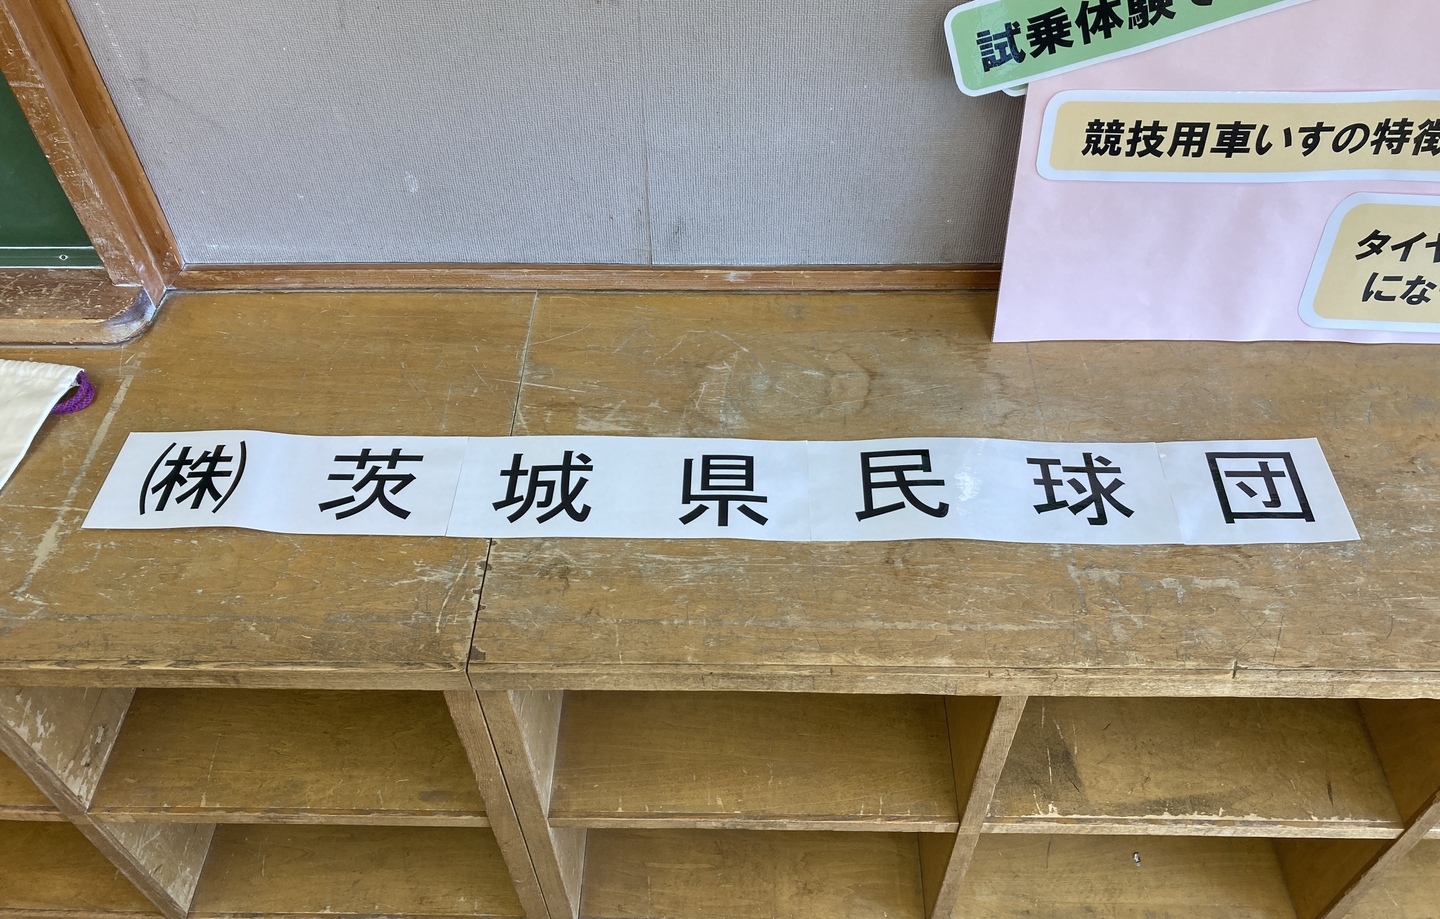 試乗体験で
競技用車いすの特徴
タイヤ
にな
㈱茨城県民球団